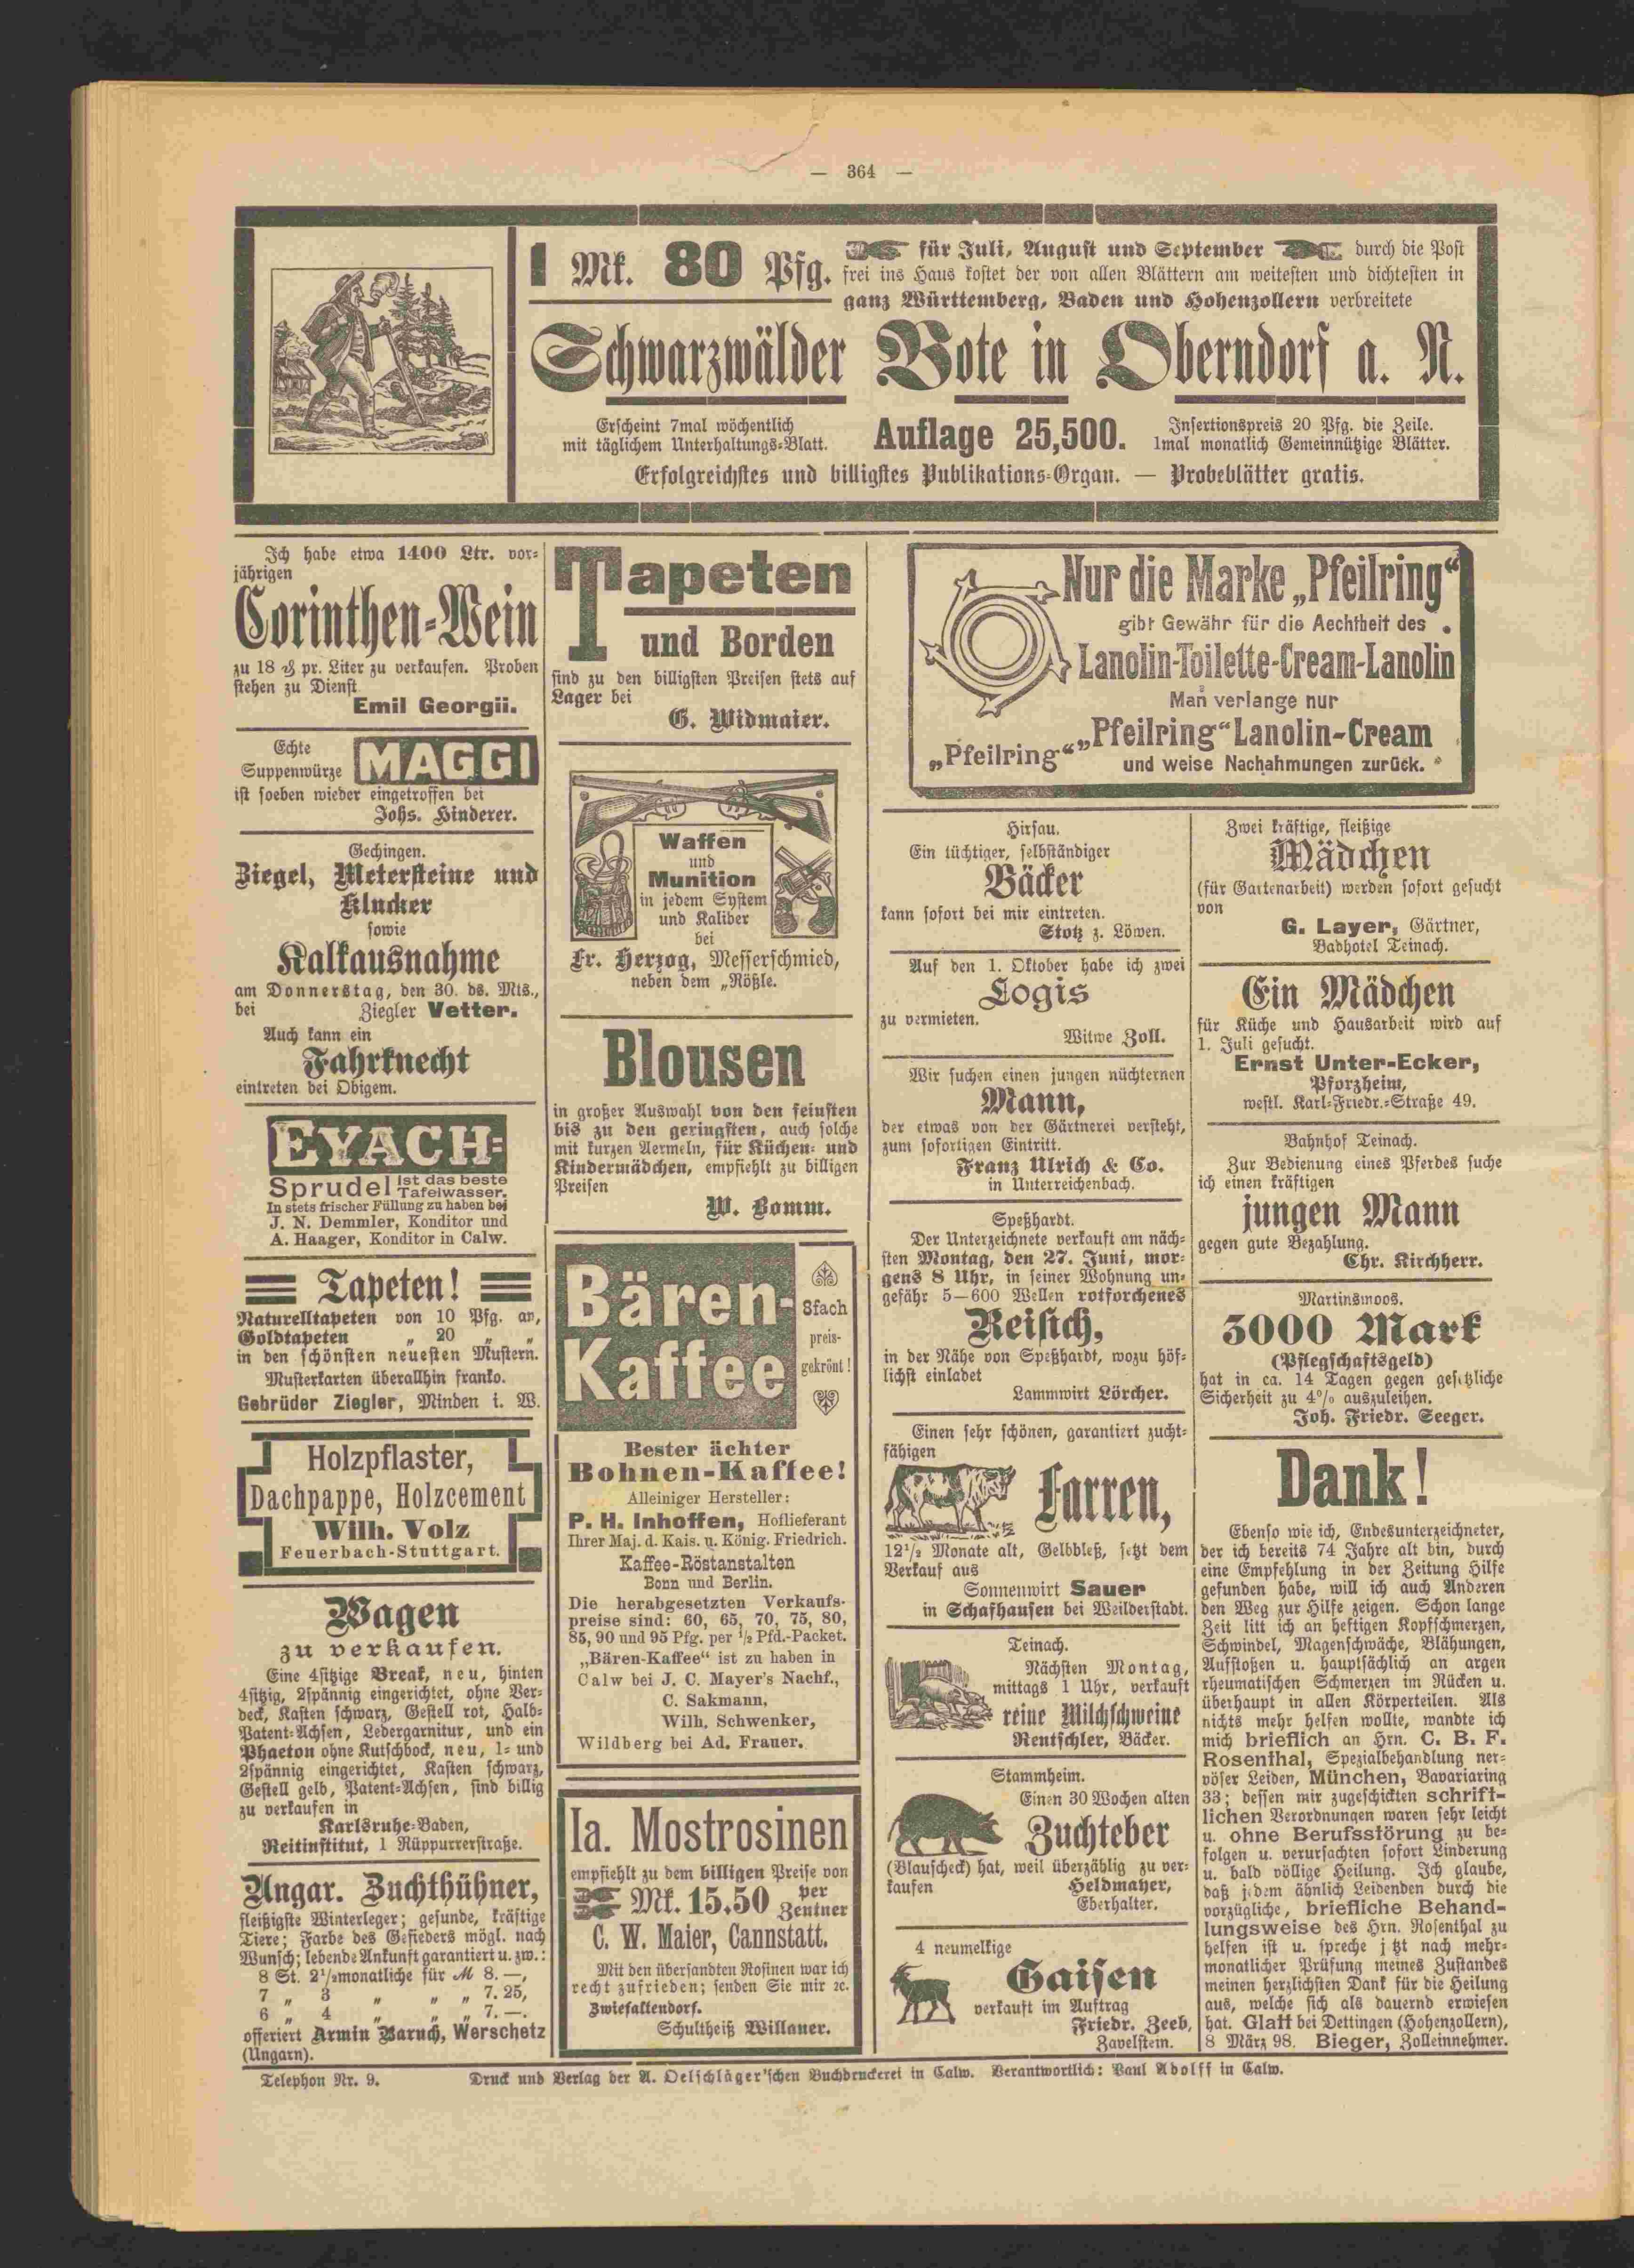 — 364 —
1 Mk. 80 Pfg.
für Juli, August und September durch die Post
frei ins Haus kostet der von allen Blättern am weitesten und dichtesten in
ganz Württemberg, Baden und Hohenzollern verbreitete
Schwarzwälder Bote in Oberndorf a. N.
Erscheint 7mal wöchentlich
mit täglichem Unterhaltungs-Blatt.
Auflage 25,500.
Insertionspreis 20 Pfg. die Zeile.
1mal monatlich Gemeinnützige Blätter.
Erfolgreichstes und billigstes Publikations-Organ. — Probeblätter gratis.
Ich habe etwa 1400 Ltr. vor-
jährigen
Corinthen-Wein
zu 18 ₰ pr. Liter zu verkaufen. Proben
stehen zu Dienst
Emil Georgii.
Echte
Suppenwürze
MAGGI
ist soeben wieder eingetroffen bei
Johs. Hinderer.
Gechingen.
Ziegel, Metersteine und
Klucker
sowie
Kalkausnahme
am Donnerstag, den 30. ds. Mts.,
bei Ziegler Vetter.
Auch kann ein
Fahrknecht
eintreten bei Obigem.
EYACH-
Sprudel
ist das beste
Tafelwasser.
In stets frischer Füllung zu haben bei
J. N. Demmler, Konditor und
A. Haager, Konditor in Calw.
Tapeten!
Naturelltapeten von 10 Pfg. an,
Goldtapeten „ 20 „ „
in den schönsten neuesten Mustern.
Musterkarten überallhin franko.
Gebrüder Ziegler, Minden i. W.
Holzpflaster,
Dachpappe, Holzcement
Wilh. Volz
Feuerbach-Stuttgart.
Wagen
zu verkaufen.
Eine 4sitzige Break, neu, hinten
4sitzig, 2spännig eingerichtet, ohne Ver-
deck, Kasten schwarz, Gestell rot, Halb-
Patent-Achsen, Ledergarnitur, und ein
Phaeton ohne Kutschbock, neu, 1- und
2spännig eingerichtet, Kasten schwarz,
Gestell gelb, Patent-Achsen, sind billig
zu verkaufen in
Karlsruhe-Baden,
Reitinstitut, 1 Rüppurrerstraße.
Ungar. Zuchthühner,
fleißigste Winterleger; gesunde, kräftige
Tiere; Farbe des Gefieders mögl. nach
Wunsch; lebende Ankunft garantiert u. zw.:
8 St. 2½monatliche für M 8.—,
7 „ 3 „ „ „ 7.25,
6 „ 4 „ „ „ 7.—.
offeriert Armin Baruch, Werschetz
(Ungarn).
Tapeten
und Borden
sind zu den billigsten Preisen stets auf
Lager bei
G. Widmaier.
Waffen
und
Munition
in jedem System
und Kaliber
bei
Fr. Herzog, Messerschmied,
neben dem „Rößle.
Blousen
in großer Auswahl von den feinsten
bis zu den geringsten, auch solche
mit kurzen Aermeln, für Küchen- und
Kindermädchen, empfiehlt zu billigen
Preisen
W. Bomm.
Bären-
Kaffee
8fach
preis-
gekrönt!
Bester ächter
Bohnen-Kaffee!
Alleiniger Hersteller:
P. H. Inhoffen, Hoflieferant
Ihrer Maj. d. Kais. u. König. Friedrich.
Kaffee-Röstanstalten
Bonn und Berlin.
Die herabgesetzten Verkaufs-
preise sind: 60, 65, 70, 75, 80,
85, 90 und 95 Pfg. per ½ Pfd.-Packet.
„Bären-Kaffee“ ist zu haben in
Calw bei J. C. Mayer's Nachf.,
C. Sakmann,
Wilh. Schwenker,
Wildberg bei Ad. Frauer.
Ia. Mostrosinen
empfiehlt zu dem billigen Preise von
Mk. 15.50 per Zentner
C. W. Maier, Cannstatt.
Mit den übersandten Rosinen war ich
recht zufrieden; senden Sie mir ꝛc.
Zwiefaltendorf.
Schultheiß Willauer.
Nur die Marke „Pfeilring“
gibt Gewähr für die Aechtheit des
Lanolin-Toilette-Cream-Lanolin
Man verlange nur
„Pfeilring“
„Pfeilring“ Lanolin-Cream
und weise Nachahmungen zurück.
Hirsau.
Ein tüchtiger, selbständiger
Bäcker
kann sofort bei mir eintreten.
Stotz z. Löwen.
Auf den 1. Oktober habe ich zwei
Logis
zu vermieten.
Witwe Zoll.
Wir suchen einen jungen nüchternen
Mann,
der etwas von der Gärtnerei versteht,
zum sofortigen Eintritt.
Franz Ulrich & Co.
in Unterreichenbach.
Speßhardt.
Der Unterzeichnete verkauft am näch-
sten Montag, den 27. Juni, mor-
gens 8 Uhr, in seiner Wohnung un-
gefähr 5—600 Wellen rotforchenes
Reisich,
in der Nähe von Speßhardt, wozu höf-
lichst einladet
Lammwirt Lörcher.
Einen sehr schönen, garantiert zucht-
fähigen
Farren,
12½ Monate alt, Gelbbleß, setzt dem
Verkauf aus
Sonnenwirt Sauer
in Schafhausen bei Weilderstadt.
Teinach.
Nächsten Montag,
mittags 1 Uhr, verkauft
reine Milchschweine
Rentschler, Bäcker.
Stammheim.
Einen 30 Wochen alten
Zuchteber
(Blauscheck) hat, weil überzählig zu ver-
kaufen
Heldmayer,
Eberhalter.
4 neumelkige
Gaisen
verkauft im Auftrag
Friedr. Zeeb,
Zavelstein.
Zwei kräftige, fleißige
Mädchen
(für Gartenarbeit) werden sofort gesucht
von
G. Layer, Gärtner,
Badhotel Teinach.
Ein Mädchen
für Küche und Hausarbeit wird auf
1. Juli gesucht.
Ernst Unter-Ecker,
Pforzheim,
westl. Karl-Friedr.-Straße 49.
Bahnhof Teinach.
Zur Bedienung eines Pferdes suche
ich einen kräftigen
jungen Mann
gegen gute Bezahlung.
Chr. Kirchherr.
Martinsmoos.
3000 Mark
(Pflegschaftsgeld)
hat in ca. 14 Tagen gegen gesetzliche
Sicherheit zu 4% auszuleihen.
Joh. Friedr. Seeger.
Dank!
Ebenso wie ich, Endesunterzeichneter,
der ich bereits 74 Jahre alt bin, durch
eine Empfehlung in der Zeitung Hilfe
gefunden habe, will ich auch Anderen
den Weg zur Hilfe zeigen. Schon lange
Zeit litt ich an heftigen Kopfschmerzen,
Schwindel, Magenschwäche, Blähungen,
Aufstoßen u. hauptsächlich an argen
rheumatischen Schmerzen im Rücken u.
überhaupt in allen Körperteilen. Als
nichts mehr helfen wollte, wandte ich
mich brieflich an Hrn. C. B. F.
Rosenthal, Spezialbehandlung ner-
vöser Leiden, München, Bavariaring
33; dessen mir zugeschickten schrift-
lichen Verordnungen waren sehr leicht
u. ohne Berufsstörung zu be-
folgen u. verursachten sofort Linderung
u. bald völlige Heilung. Ich glaube,
daß jedem ähnlich Leidenden durch die
vorzügliche, briefliche Behand-
lungsweise des Hrn. Rosenthal zu
helfen ist u. spreche jetzt nach mehr-
monatlicher Prüfung meines Zustandes
meinen herzlichsten Dank für die Heilung
aus, welche sich als dauernd erwiesen
hat. Glatt bei Dettingen (Hohenzollern),
8 März 98. Bieger, Zolleinnehmer.
Telephon Nr. 9.
Druck und Verlag der A. Oelschläger'schen Buchdruckerei in Calw. Verantwortlich: Paul Adolff in Calw.